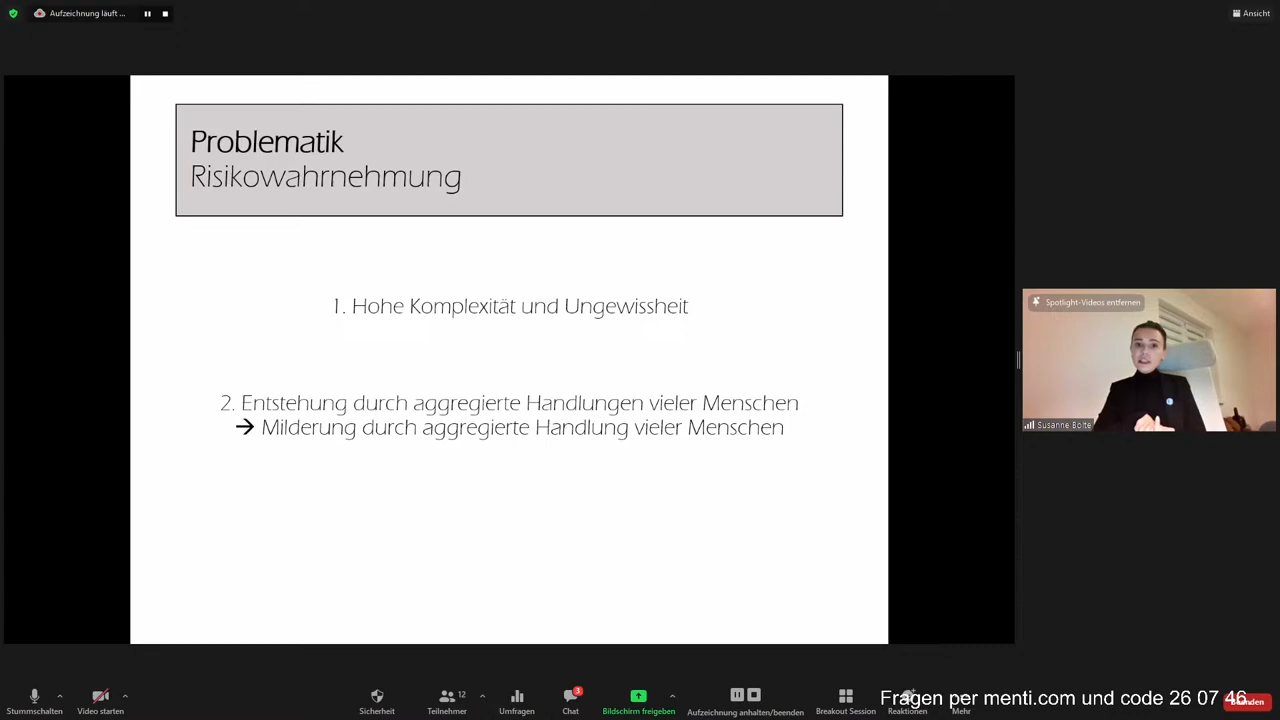 Aufzeichnung läuft ...
Ansicht
Problematik
Risikowahrnehmung
1. Hohe Komplexität und Ungewissheit
2. Entstehung durch aggregierte Handlungen vieler Menschen
→ Milderung durch aggregierte Handlung vieler Menschen
Spotlight-Videos entfernen
Susanne Bolte
Stummschalten
Video starten
Sicherheit
12
Teilnehmer
Umfragen
3
Chat
Bildschirm freigeben
Aufzeichnung anhalten/beenden
Breakout Session
Reaktionen
Mehr
Beenden
Fragen per menti.com und code 26 07 46